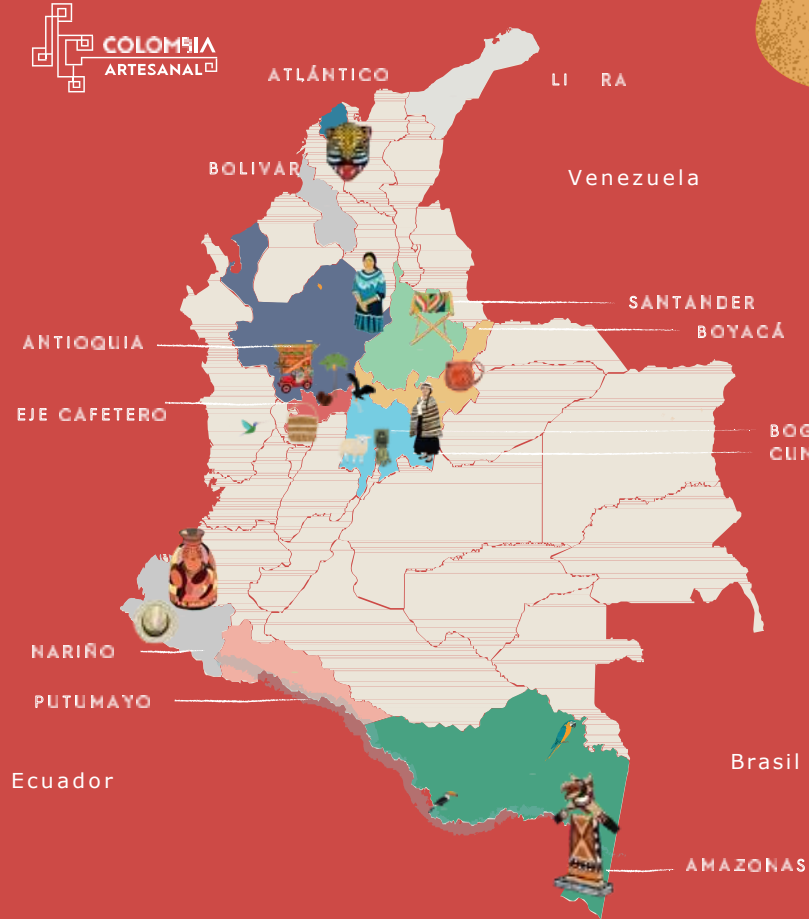 COLOMBIA
ARTESANAL
ATLÁNTICO
BOLIVAR
Venezuela
SANTANDER
BOYACÁ
ANTIOQUIA
EJE CAFETERO
NARIÑO
PUTUMAYO
Ecuador
Brasil
AMAZONAS